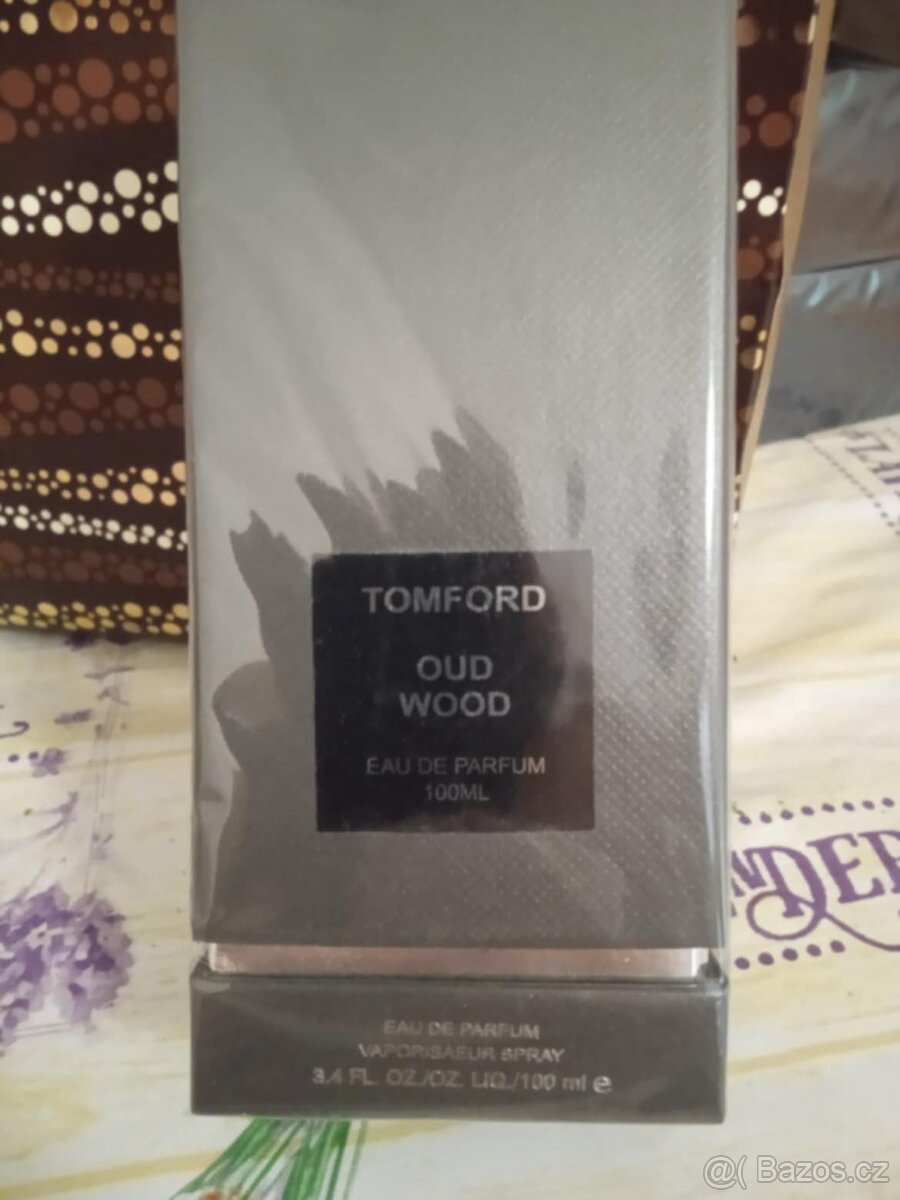 TOMFORD
OUD
WOOD
EAU DE PARFUM
100ML
NDER
EAU DE PARFUM
VAPORISAEUR SPRAY
3.4 FL. OZ./OZ. LIQ./100 ml e
@( Bazos.cz